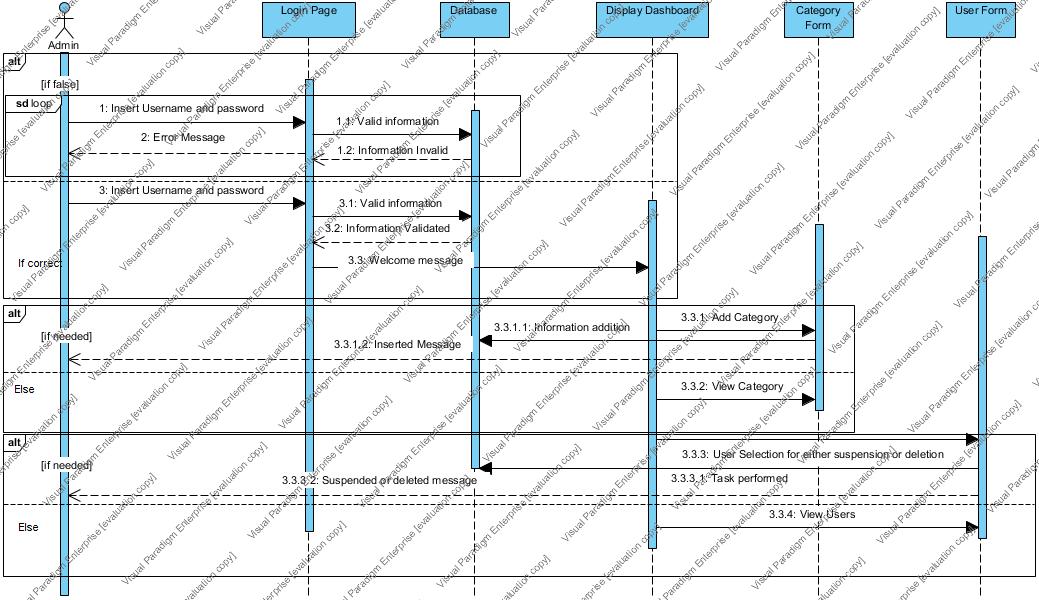 Login Page
Database
Display Dashboard
Category
Form
User Form
Admin
alt
[if false]
sd loop
1: Insert Username and password
1.1: Valid information
2: Error Message
1.2: Information Invalid
3: Insert Username and password
3.1: Valid information
3.2: Information Validated
If correct
3.3: Welcome message
alt
3.3.1: Add Category
3.3.1.1: Information addition
[if needed]
3.3.1.2: Inserted Message
Else
3.3.2: View Category
alt
3.3.3: User Selection for either suspension or deletion
[if needed]
3.3.3.2: Suspended or deleted message
3.3.3.1: Task performed
3.3.4: View Users
Else
Visual Paradigm Enterprise [evaluation copy]